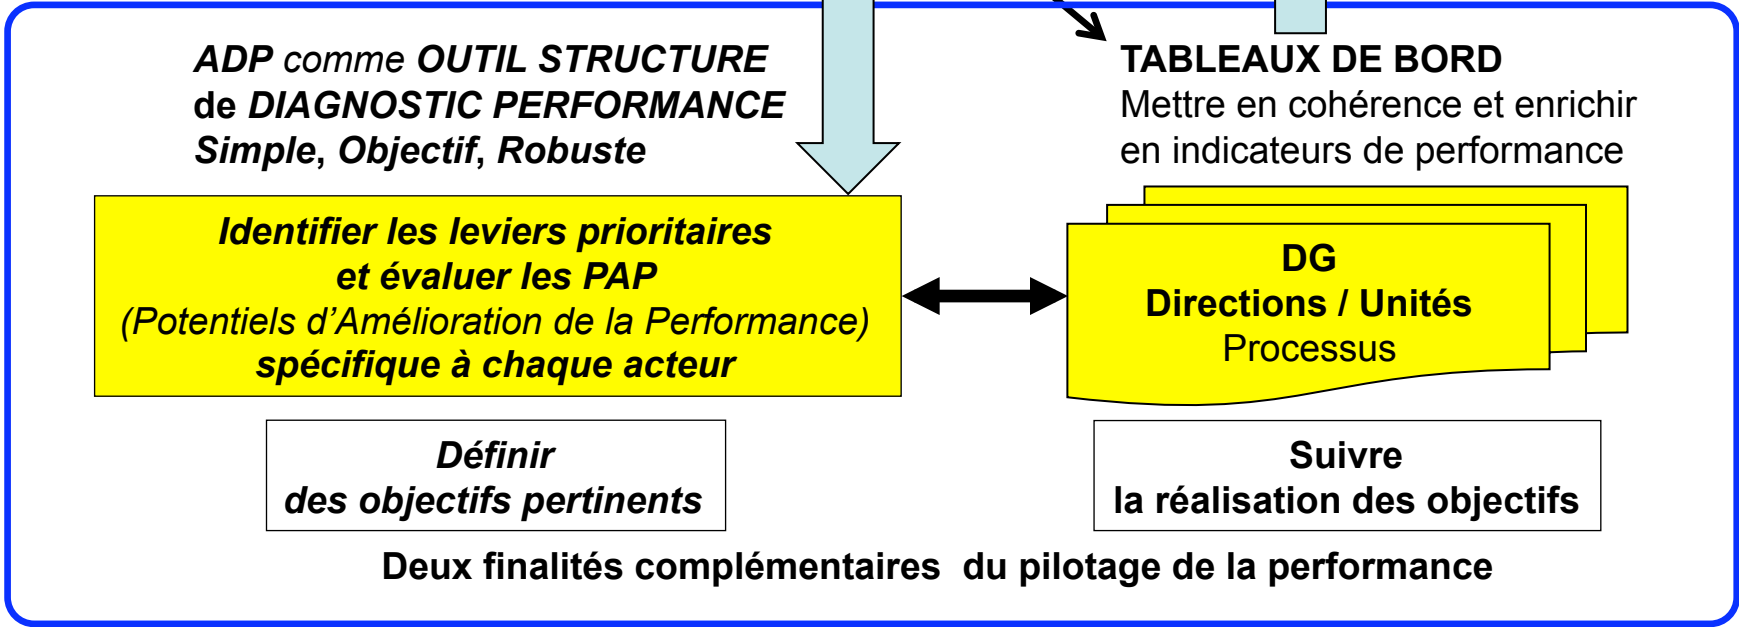 ADP comme OUTIL STRUCTURE
de DIAGNOSTIC PERFORMANCE
Simple, Objectif, Robuste
TABLEAUX DE BORD
Mettre en cohérence et enrichir
en indicateurs de performance
Identifier les leviers prioritaires
et évaluer les PAP
(Potentiels d’Amélioration de la Performance)
spécifique à chaque acteur
DG
Directions / Unités
Processus
Définir
des objectifs pertinents
Suivre
la réalisation des objectifs
Deux finalités complémentaires du pilotage de la performance